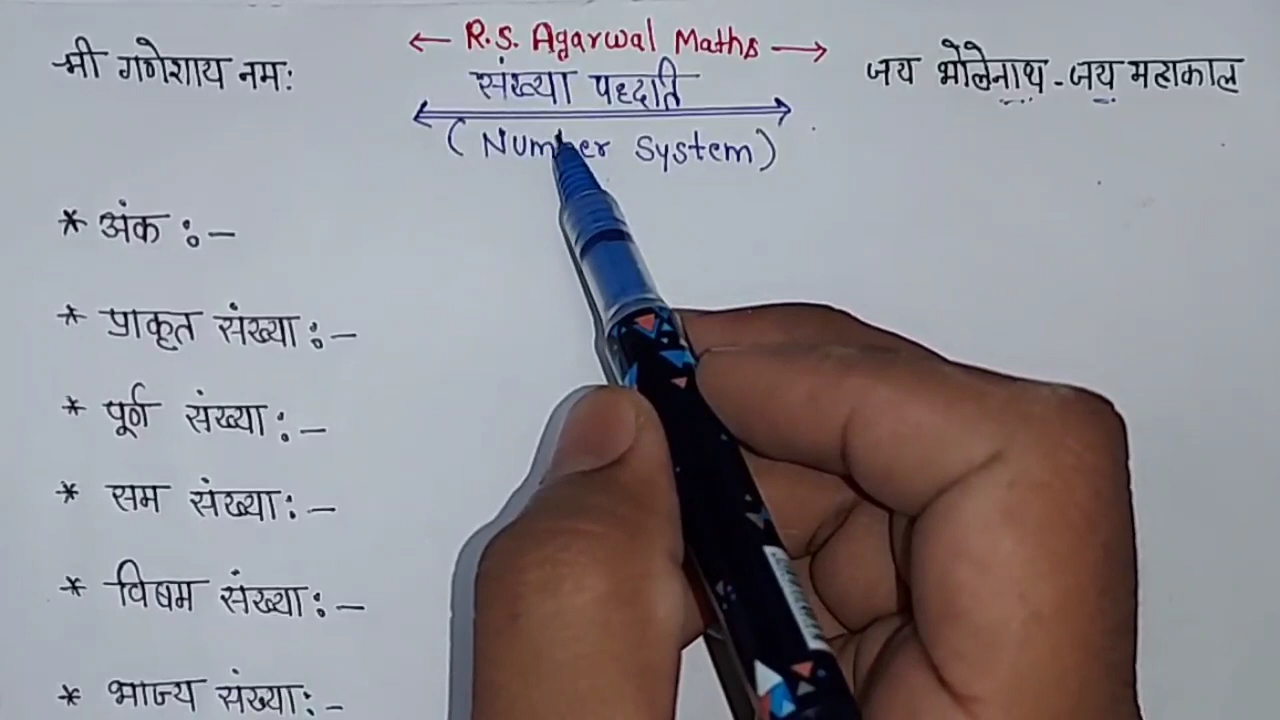 ← R.S. Agarwal Maths →
श्री गणेशाय नमः
संख्या पद्धति
जय भोलेनाथ - जय महाकाल
(Number System)
* अंक :-
* प्राकृत संख्या :-
* पूर्ण संख्या :-
* सम संख्या :-
* विषम संख्या :-
* भाज्य संख्या :-